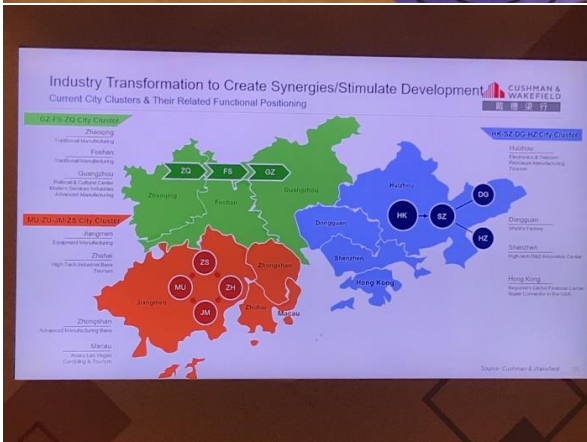 Industry Transformation to Create Synergies/Stimulate Development
Current City Clusters & Their Related Functional Positioning
CUSHMAN &
WAKEFIELD
戴德梁行
GZ-FS-ZQ City Cluster
Zhaoqing
Traditional Manufacturing
Foshan
Traditional Manufacturing
Guangzhou
Political & Cultural Center
Modern Services Industries
Advanced Manufacturing
MU-ZU-JM-ZS City Cluster
Jiangmen
Equipment Manufacturing
Zhuhai
High Tech Industrial Base
Tourism
Zhongshan
Advanced Manufacturing Base
Macau
Asia's Las Vegas
Gambling & Tourism
ZQ
FS
GZ
Zhaoqing
Foshan
Guangzhou
ZS
MU
ZH
JM
Jiangmen
Zhongshan
Zhuhai
Macau
Huizhou
Dongguan
Shenzhen
Hong Kong
HK
SZ
DG
HZ
HK-SZ-DG-HZ City Cluster
Huizhou
Electronics & Telecom
Petroleum Manufacturing
Tourism
Dongguan
World's Factory
Shenzhen
High tech R&D Innovation Center
Hong Kong
Regional & Global Financial Center
Super Connector in the GBA
Source: Cushman & Wakefield